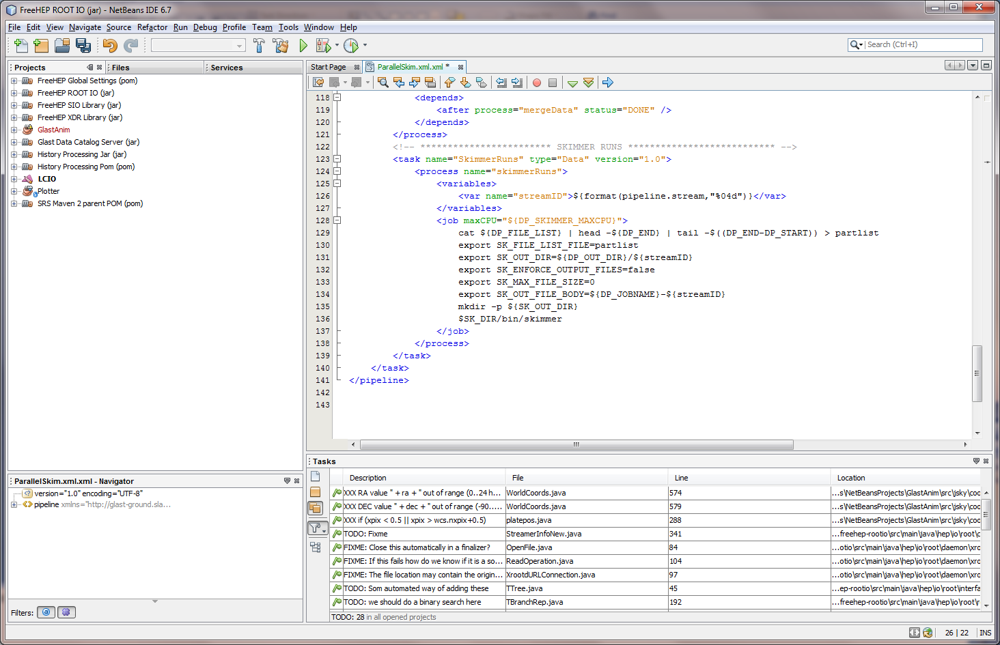 FreeHEP ROOT IO (jar) - NetBeans IDE 6.7
File Edit View Navigate Source Refactor Run Debug Profile Team Tools Window Help
Search (Ctrl+I)
Projects Files Services
FreeHEP Global Settings (pom)
FreeHEP ROOT IO (jar)
FreeHEP SIO Library (jar)
FreeHEP XDR Library (jar)
GlastAnim
Glast Data Catalog Server (jar)
History Processing Jar (jar)
History Processing Pom (pom)
LCIO
Plotter
SRS Maven 2 parent POM (pom)
Start Page ParallelSkim.xml.xml *
118 <depends>
119 <after process="mergeData" status="DONE" />
120 </depends>
121 </process>
122 <!-- ************************ SKIMMER RUNS *************************** -->
123 <task name="SkimmerRuns" type="Data" version="1.0">
124 <process name="skimmerRuns">
125 <variables>
126 <var name="streamID">${format(pipeline.stream,"%04d")}</var>
127 </variables>
128 <job maxCPU="${DP_SKIMMER_MAXCPU}">
129 cat ${DP_FILE_LIST} | head -${DP_END} | tail -$((DP_END-DP_START)) > partlist
130 export SK_FILE_LIST_FILE=partlist
131 export SK_OUT_DIR=${DP_OUT_DIR}/${streamID}
132 export SK_ENFORCE_OUTPUT_FILES=false
133 export SK_MAX_FILE_SIZE=0
134 export SK_OUT_FILE_BODY=${DP_JOBNAME}-${streamID}
135 mkdir -p ${SK_OUT_DIR}
136 $SK_DIR/bin/skimmer
137 </job>
138 </process>
139 </task>
140 </task>
141 </pipeline>
142
143
ParallelSkim.xml.xml - Navigator
version="1.0" encoding="UTF-8"
pipeline xmlns="http://glast-ground.sla...
Filters:
Tasks
Description File Line Location
XXX RA value " + ra + " out of range (0..24 h... WorldCoords.java 574 ...s\NetBeansProjects\GlastAnim\src\jsky\coo
XXX DEC value " + dec + " out of range (-90.... WorldCoords.java 579 ...s\NetBeansProjects\GlastAnim\src\jsky\coo
XXX if (xpix < 0.5 || xpix > wcs.nxpix+0.5) platepos.java 288 ...s\NetBeansProjects\GlastAnim\src\jsky\coo
TODO: Fixme StreamerInfoNew.java 341 ...freehep-rootio\src\main\java\hep\io\root\c
FIXME: Close this automatically in a finalizer? OpenFile.java 84 ...otio\src\main\java\hep\io\root\daemon\xro
FIXME: If this fails how do we know if it is a so... ReadOperation.java 104 ...otio\src\main\java\hep\io\root\daemon\xro
FIXME: The file location may contain the origin... XrootdURLConnection.java 97 ...otio\src\main\java\hep\io\root\daemon\xro
TODO: Som automated way of adding these TTree.java 45 ...ep-rootio\src\main\java\hep\io\root\interfa
TODO: we should do a binary search here TBranchRep.java 192 ...freehep-rootio\src\main\java\hep\io\root\r
TODO: 28 in all opened projects
26 | 22 INS